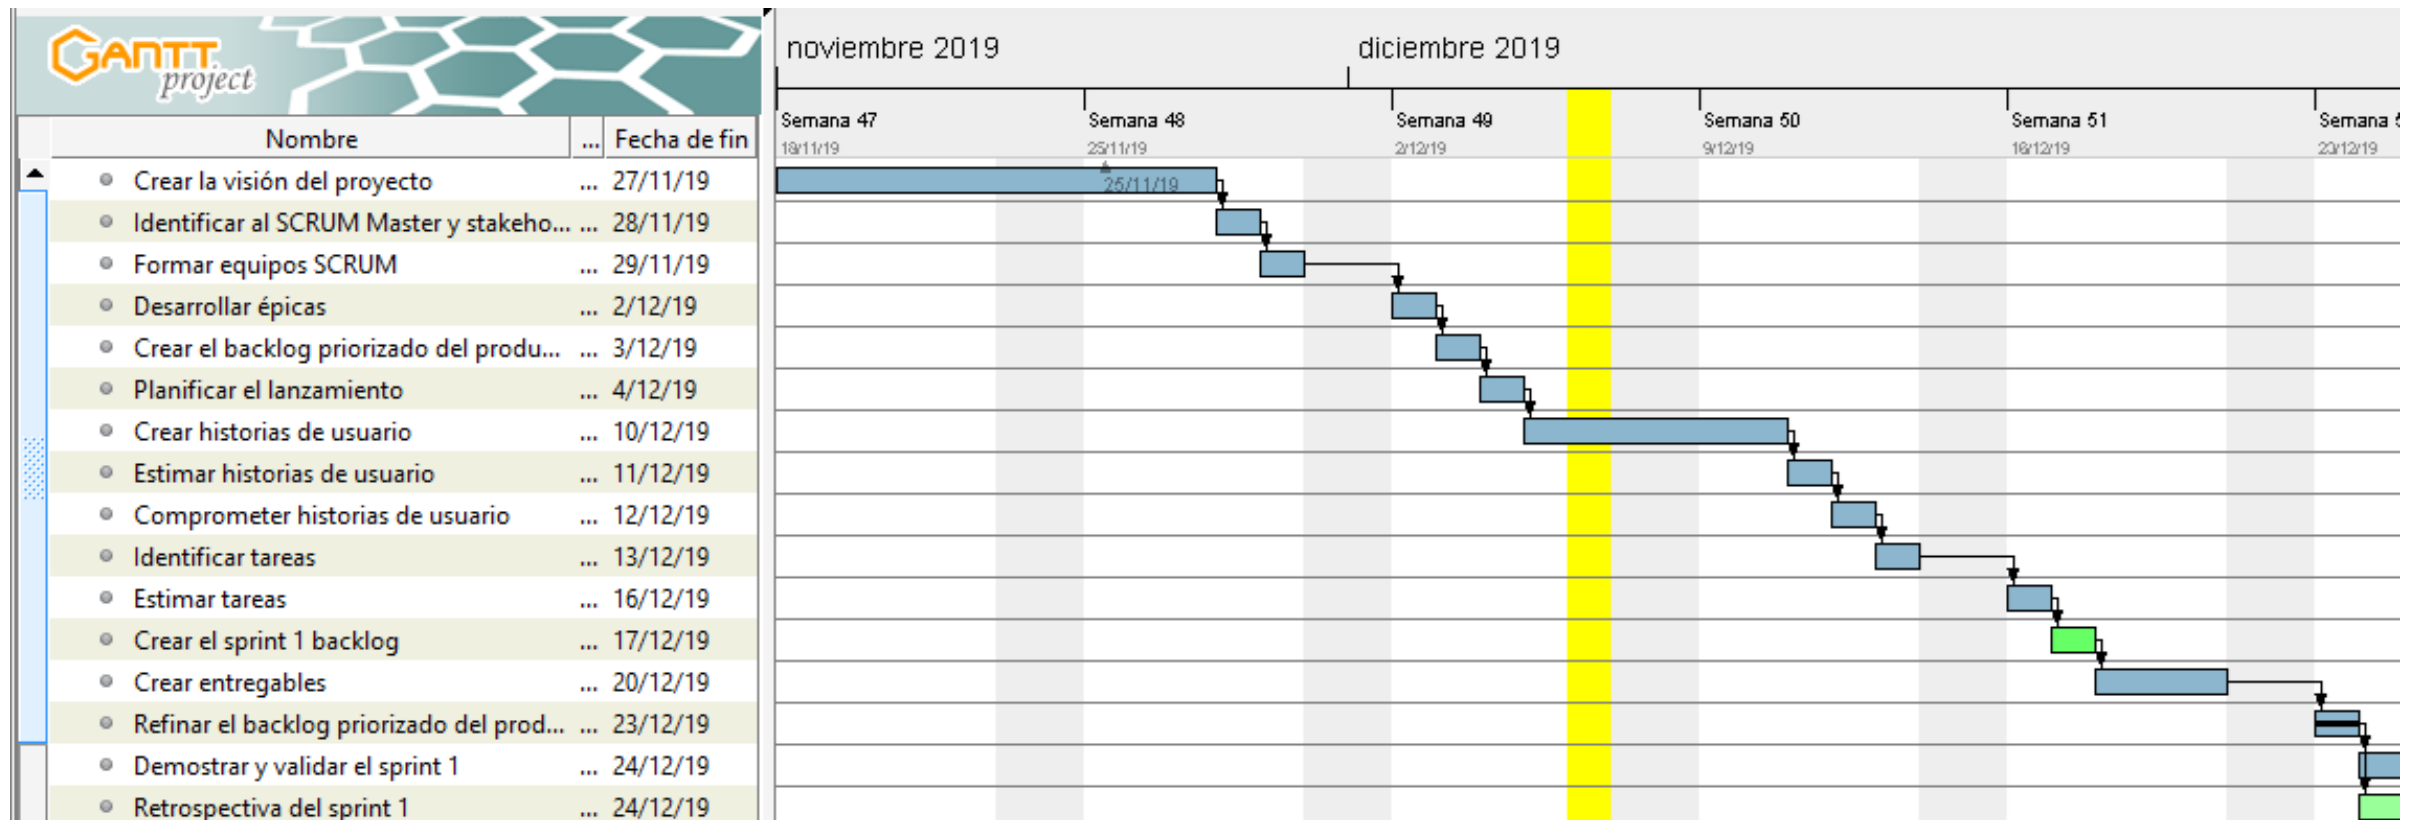 GANTT
project
noviembre 2019
diciembre 2019
Semana 47
Semana 48
Semana 49
Semana 50
Semana 51
Semana
18/11/19
25/11/19
2/12/19
9/12/19
16/12/19
23/12/19
Nombre ... Fecha de fin
Crear la visión del proyecto ... 27/11/19
25/11/19
Identificar al SCRUM Master y stakeho... ... 28/11/19
Formar equipos SCRUM ... 29/11/19
Desarrollar épicas ... 2/12/19
Crear el backlog priorizado del produ... ... 3/12/19
Planificar el lanzamiento ... 4/12/19
Crear historias de usuario ... 10/12/19
Estimar historias de usuario ... 11/12/19
Comprometer historias de usuario ... 12/12/19
Identificar tareas ... 13/12/19
Estimar tareas ... 16/12/19
Crear el sprint 1 backlog ... 17/12/19
Crear entregables ... 20/12/19
Refinar el backlog priorizado del prod... ... 23/12/19
Demostrar y validar el sprint 1 ... 24/12/19
Retrospectiva del sprint 1 ... 24/12/19